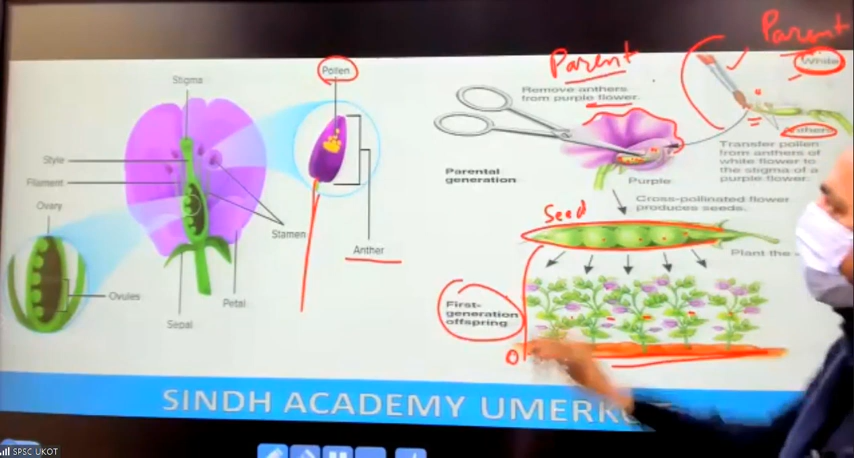 Stigma
Pollen
Style
Filament
Ovary
Stamen
Anther
Ovules
Petal
Sepal
Parent
Parent
White
Remove anthers
from purple flower.
Anthers
Transfer pollen
from anthers of
white flower to
the stigma of a
purple flower.
Parental
generation
Purple
Cross-pollinated flower
produces seeds.
Seed
Plant the
First-
generation
offspring
SINDH ACADEMY UMERK
SPSC UKOT